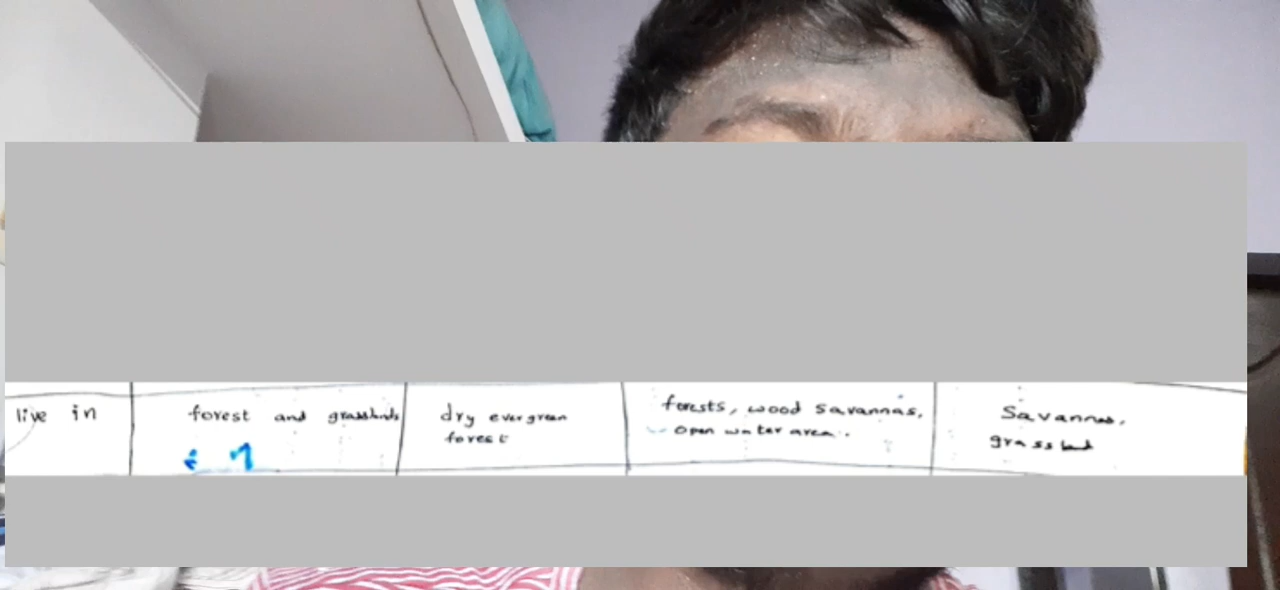 live in
forest and grasslands
dry evergreen
forest
forests, wood savannas,
open water area.
Savannas,
grassland